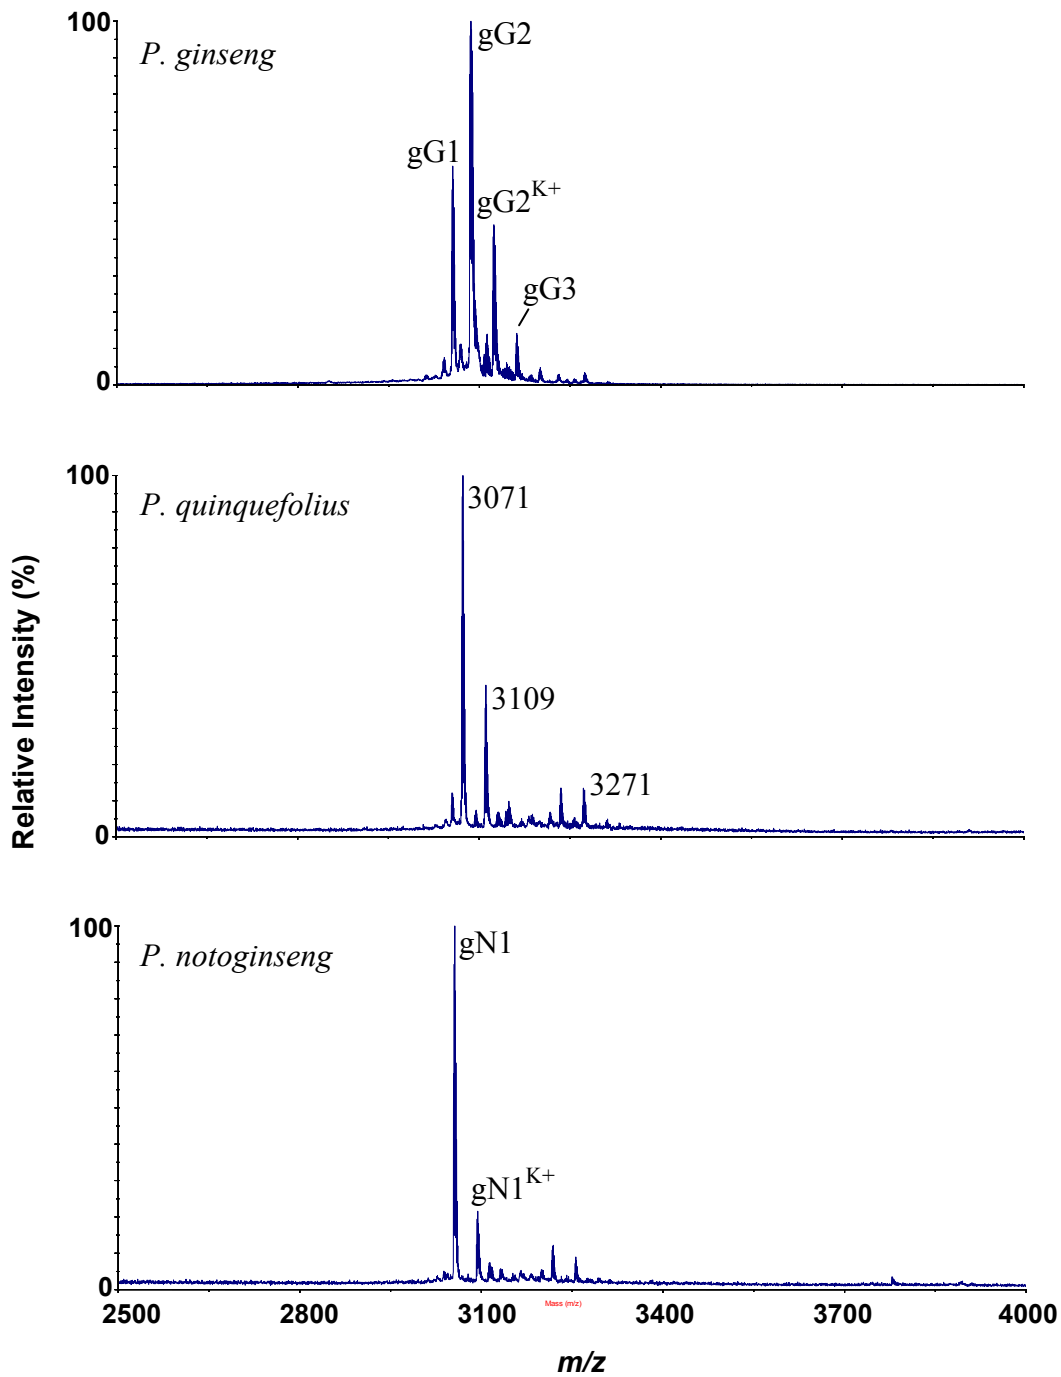 100
P. ginseng
gG2
gG1
gG2K+
gG3
0
100
P. quinquefolius
3071
3109
3271
0
Relative Intensity (%)
100
P. notoginseng
gN1
gN1K+
0
2500 2800 3100 3400 3700 4000
Mass (m/z)
m/z